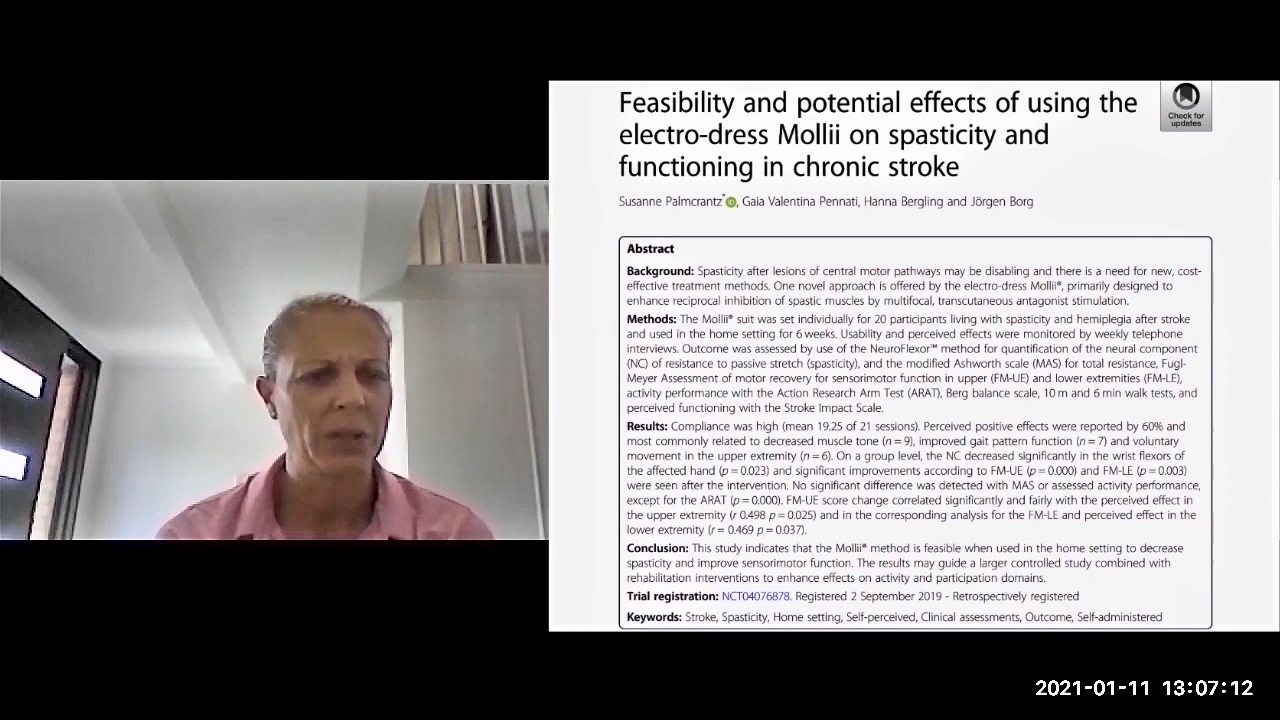 Feasibility and potential effects of using the
electro-dress Mollii on spasticity and
functioning in chronic stroke
Check for
updates
Susanne Palmcrantz*, Gaia Valentina Pennati, Hanna Bergling and Jörgen Borg
Abstract
Background: Spasticity after lesions of central motor pathways may be disabling and there is a need for new, cost-
effective treatment methods. One novel approach is offered by the electro-dress Mollii®, primarily designed to
enhance reciprocal inhibition of spastic muscles by multifocal, transcutaneous antagonist stimulation.
Methods: The Mollii® suit was set individually for 20 participants living with spasticity and hemiplegia after stroke
and used in the home setting for 6 weeks. Usability and perceived effects were monitored by weekly telephone
interviews. Outcome was assessed by use of the NeuroFlexor™ method for quantification of the neural component
(NC) of resistance to passive stretch (spasticity), and the modified Ashworth scale (MAS) for total resistance, Fugl-
Meyer Assessment of motor recovery for sensorimotor function in upper (FM-UE) and lower extremities (FM-LE),
activity performance with the Action Research Arm Test (ARAT), Berg balance scale, 10 m and 6 min walk tests, and
perceived functioning with the Stroke Impact Scale.
Results: Compliance was high (mean 19.25 of 21 sessions). Perceived positive effects were reported by 60% and
most commonly related to decreased muscle tone (n = 9), improved gait pattern function (n = 7) and voluntary
movement in the upper extremity (n = 6). On a group level, the NC decreased significantly in the wrist flexors of
the affected hand (p = 0.023) and significant improvements according to FM-UE (p = 0.000) and FM-LE (p = 0.003)
were seen after the intervention. No significant difference was detected with MAS or assessed activity performance,
except for the ARAT (p = 0.000). FM-UE score change correlated significantly and fairly with the perceived effect in
the upper extremity (r 0.498 p = 0.025) and in the corresponding analysis for the FM-LE and perceived effect in the
lower extremity (r = 0.469 p = 0.037).
Conclusion: This study indicates that the Mollii® method is feasible when used in the home setting to decrease
spasticity and improve sensorimotor function. The results may guide a larger controlled study combined with
rehabilitation interventions to enhance effects on activity and participation domains.
Trial registration: NCT04076878. Registered 2 September 2019 - Retrospectively registered
Keywords: Stroke, Spasticity, Home setting, Self-perceived, Clinical assessments, Outcome, Self-administered
2021-01-11 13:07:12